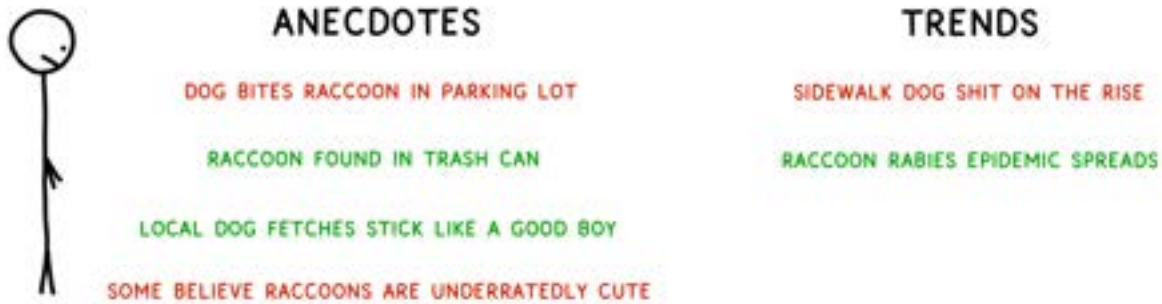 ANECDOTES
DOG BITES RACCOON IN PARKING LOT
RACCOON FOUND IN TRASH CAN
LOCAL DOG FETCHES STICK LIKE A GOOD BOY
SOME BELIEVE RACCOONS ARE UNDERRATEDLY CUTE
TRENDS
SIDEWALK DOG SHIT ON THE RISE
RACCOON RABIES EPIDEMIC SPREADS